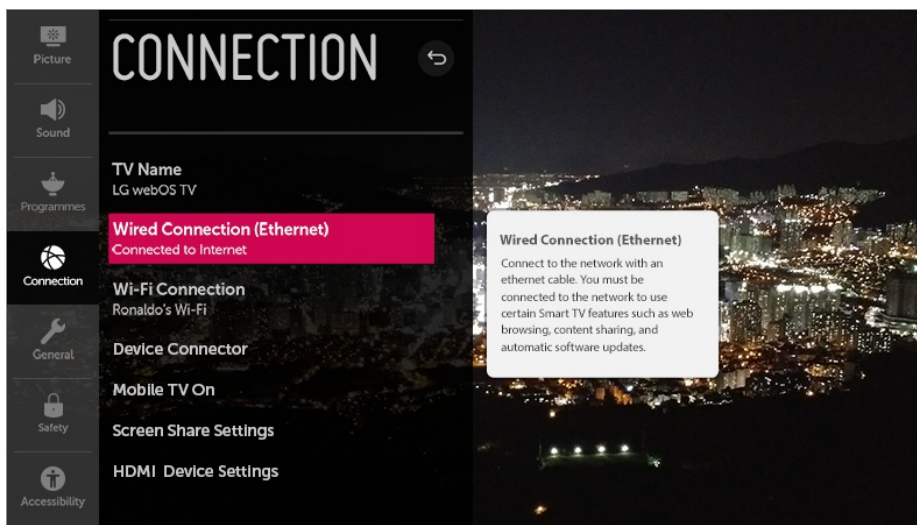 Picture
Sound
Programmes
Connection
General
Safety
Accessibility
CONNECTION
TV Name
LG webOS TV
Wired Connection (Ethernet)
Connected to Internet
Wi-Fi Connection
Ronaldo's Wi-Fi
Device Connector
Mobile TV On
Screen Share Settings
HDMI Device Settings
Wired Connection (Ethernet)
Connect to the network with an
ethernet cable. You must be
connected to the network to use
certain Smart TV features such as web
browsing, content sharing, and
automatic software updates.